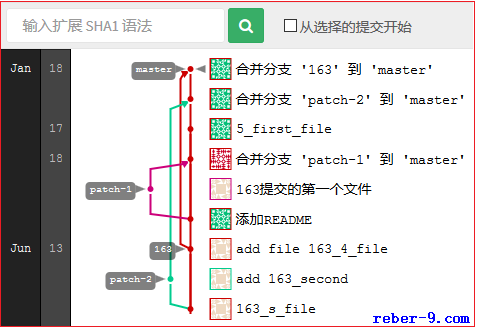 输入扩展 SHA1 语法
从选择的提交开始
Jan 18 master 合并分支 '163' 到 'master'
合并分支 'patch-2' 到 'master'
17 5_first_file
18 合并分支 'patch-1' 到 'master'
patch-1 163提交的第一个文件
添加README
Jun 13 163 add file 163_4_file
patch-2 add 163_second
163_s_file
reber-9.com